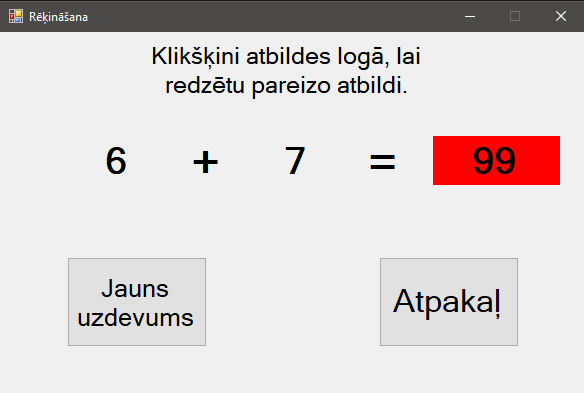 Rēķināšana
Klikšķini atbildes logā, lai
redzētu pareizo atbildi.
6 + 7 = 99
Jauns
uzdevums
Atpakaļ